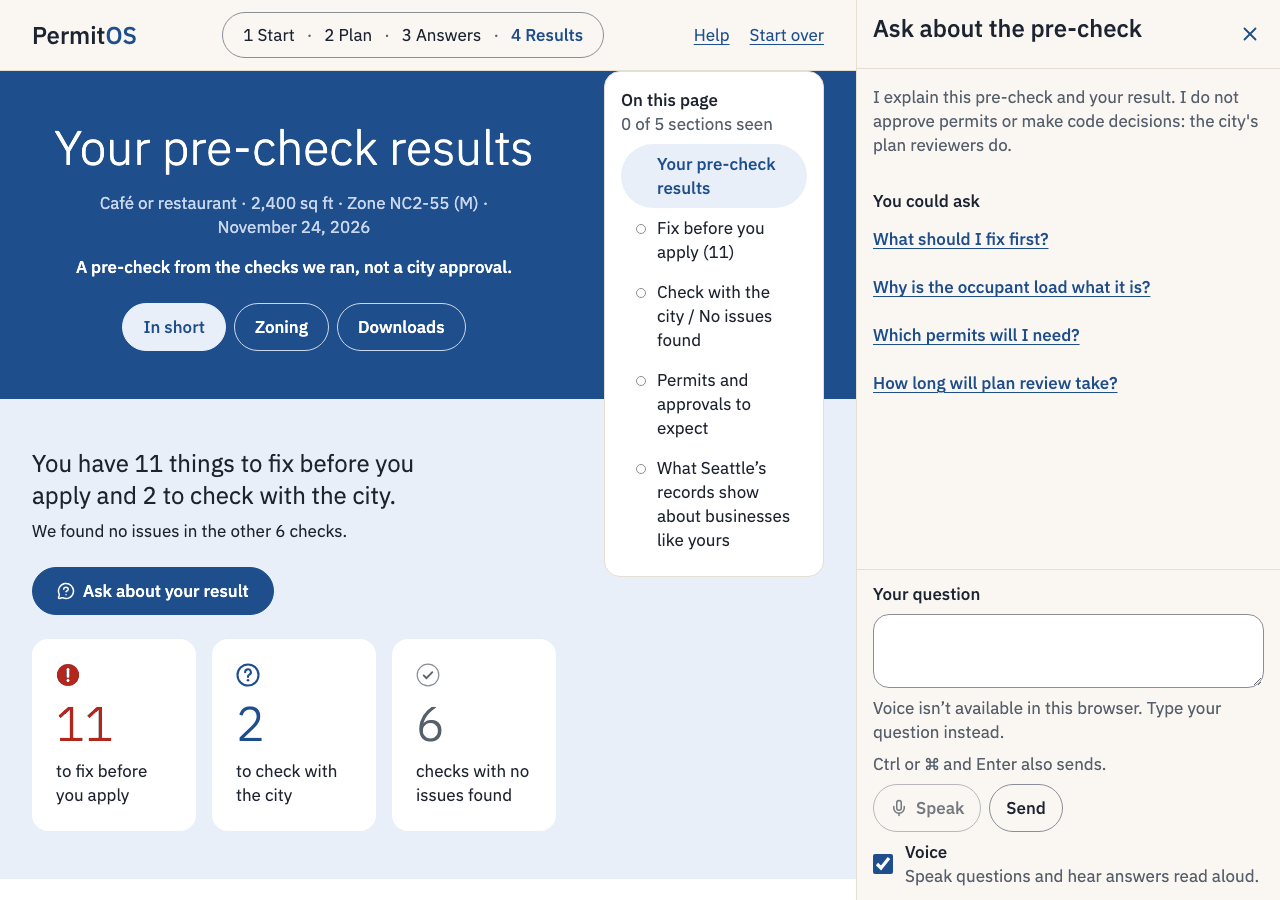 PermitOS
1 Start · 2 Plan · 3 Answers · 4 Results
Help
Start over
Your pre-check results
Café or restaurant · 2,400 sq ft · Zone NC2-55 (M) ·
November 24, 2026
A pre-check from the checks we ran, not a city approval.
In short
Zoning
Downloads
On this page
0 of 5 sections seen
Your pre-check
results
Fix before you
apply (11)
Check with the
city / No issues
found
Permits and
approvals to
expect
What Seattle’s
records show
about businesses
like yours
You have 11 things to fix before you
apply and 2 to check with the city.
We found no issues in the other 6 checks.
Ask about your result
11
to fix before
you apply
2
to check with
the city
6
checks with no
issues found
Ask about the pre-check
I explain this pre-check and your result. I do not
approve permits or make code decisions: the city's
plan reviewers do.
You could ask
What should I fix first?
Why is the occupant load what it is?
Which permits will I need?
How long will plan review take?
Your question
Voice isn’t available in this browser. Type your
question instead.
Ctrl or ⌘ and Enter also sends.
Speak
Send
Voice
Speak questions and hear answers read aloud.